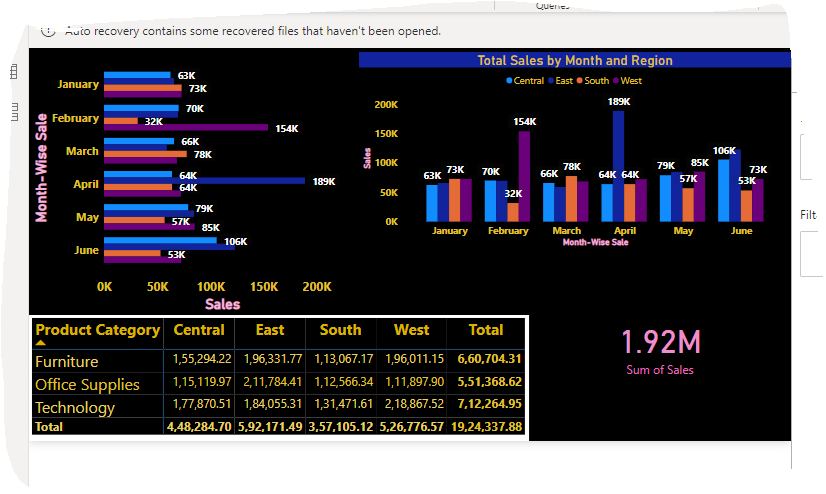 Queries
Auto recovery contains some recovered files that haven't been opened.
Month-Wise Sale
January
63K
73K
February
70K
32K
154K
March
66K
78K
April
64K
189K
64K
May
79K
57K
85K
June
106K
53K
0K 50K 100K 150K 200K
Sales
Total Sales by Month and Region
Central East South West
Sales
200K
150K
100K
50K
0K
63K 73K 70K 32K 154K 66K 78K 64K 189K 64K 79K 57K 85K 106K 53K 73K
January February March April May June
Month-Wise Sale
Product Category Central East South West Total
Furniture 1,55,294.22 1,96,331.77 1,13,067.17 1,96,011.15 6,60,704.31
Office Supplies 1,15,119.97 2,11,784.41 1,12,566.34 1,11,897.90 5,51,368.62
Technology 1,77,870.51 1,84,055.31 1,31,471.61 2,18,867.52 7,12,264.95
Total 4,48,284.70 5,92,171.49 3,57,105.12 5,26,776.57 19,24,337.88
1.92M
Sum of Sales
Filt